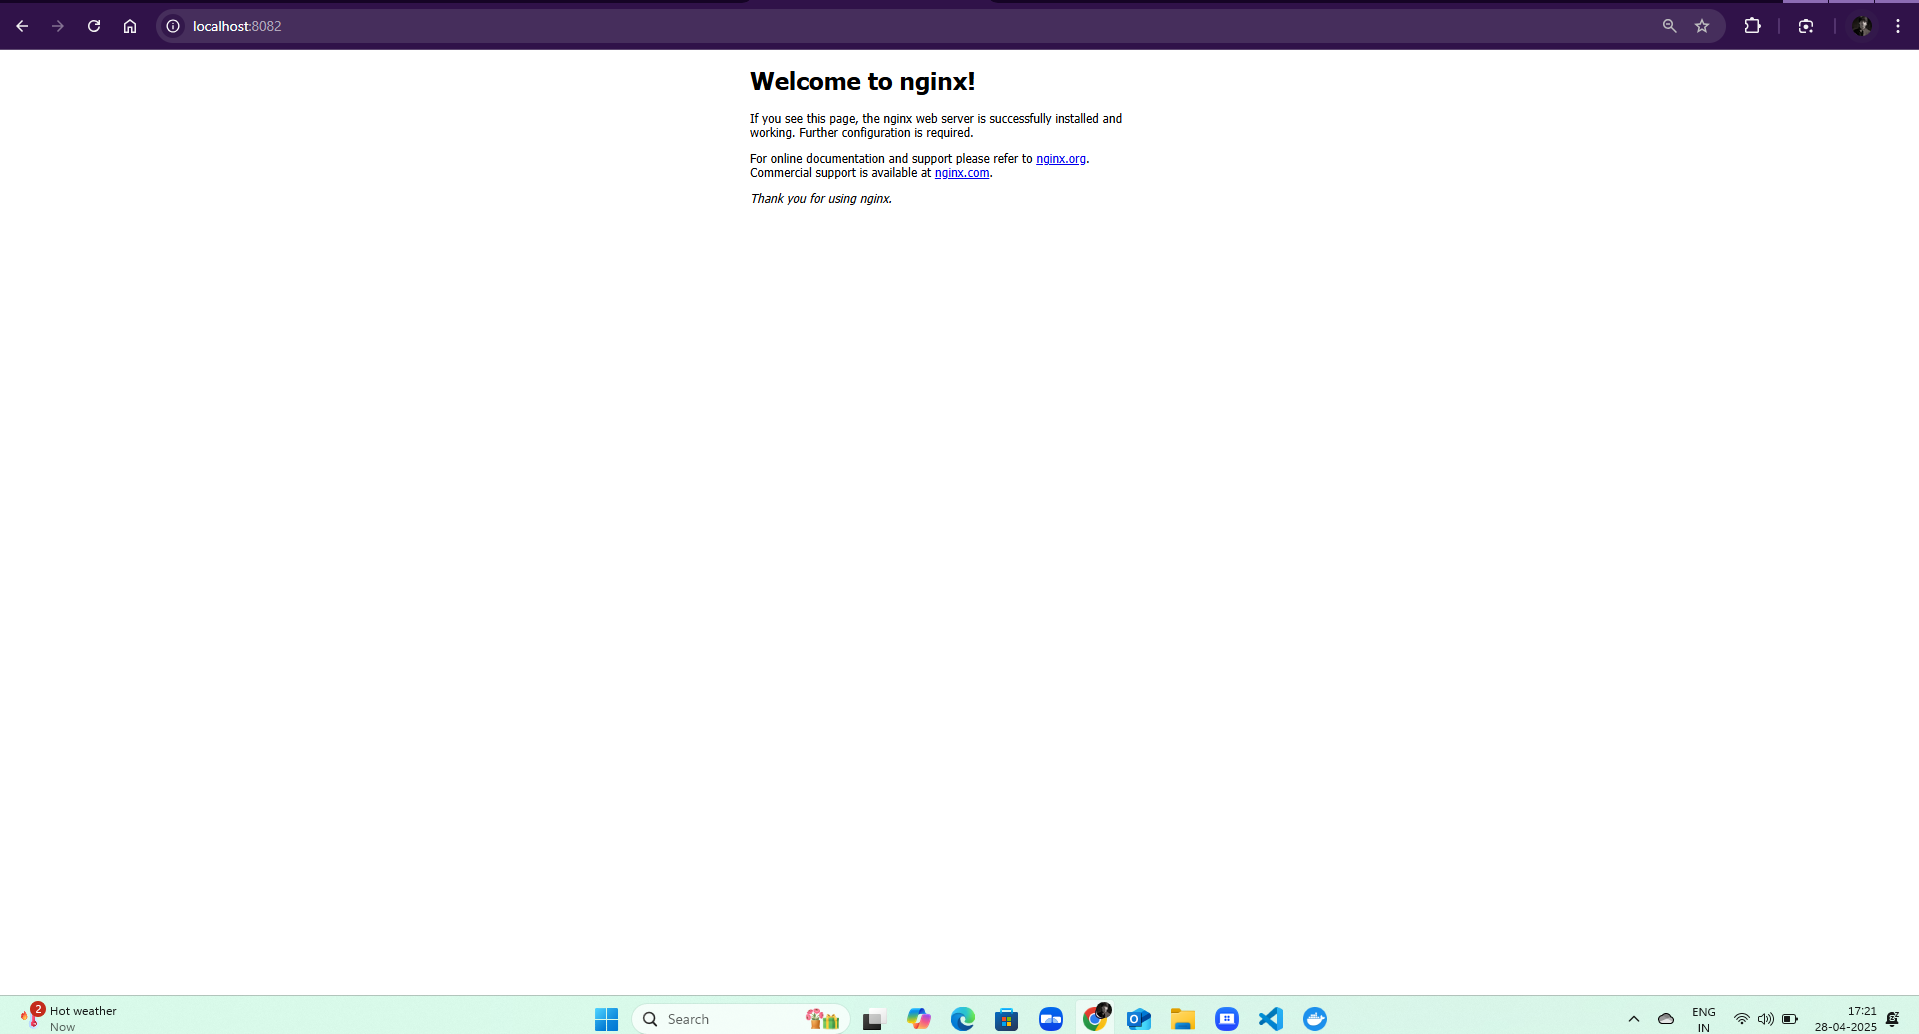 localhost:8082
Welcome to nginx!
If you see this page, the nginx web server is successfully installed and
working. Further configuration is required.
For online documentation and support please refer to nginx.org.
Commercial support is available at nginx.com.
Thank you for using nginx.
2
Hot weather
Now
Search
ENG
IN
17:21
28-04-2025